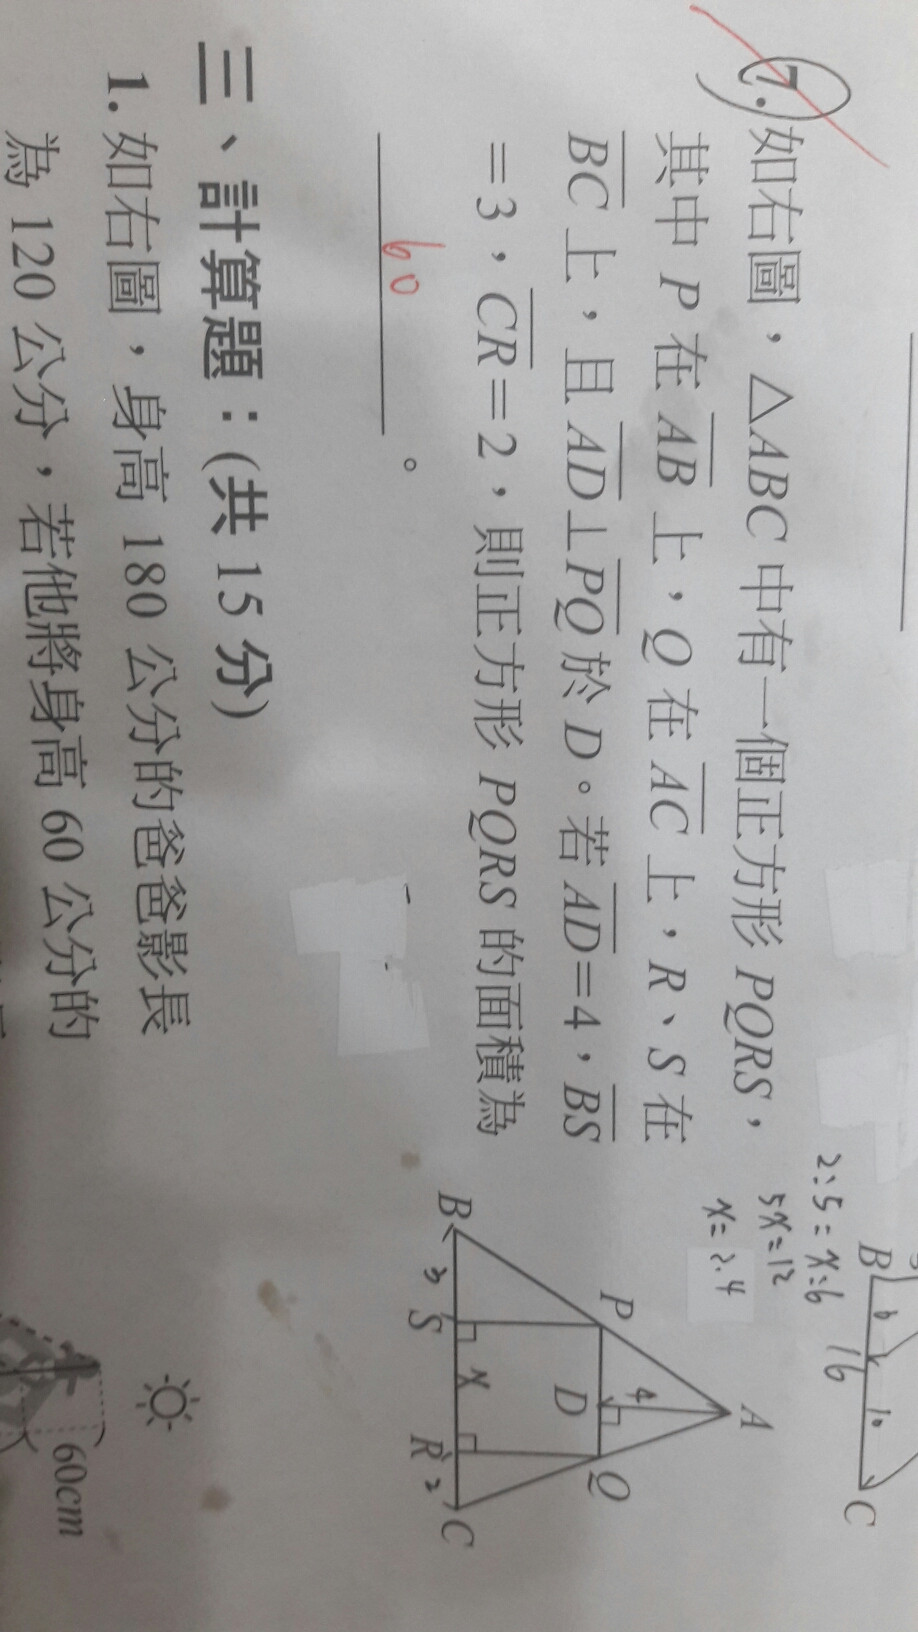 7. 如右圖，△ABC 中有一個正方形 PQRS，
其中 P 在 AB 上，Q 在 AC 上，R、S 在
BC 上，且 AD⊥PQ 於 D。若 AD=4，BS
=3，CR=2，則正方形 PQRS 的面積為
60 。
B 6 16 10 C
2:5=x:6
5x=12
x=2.4
A
4
P D Q
B 3 S x R 2 C
三、計算題：(共 15 分)
1. 如右圖，身高 180 公分的爸爸影長
為 120 公分，若他將身高 60 公分的
60cm